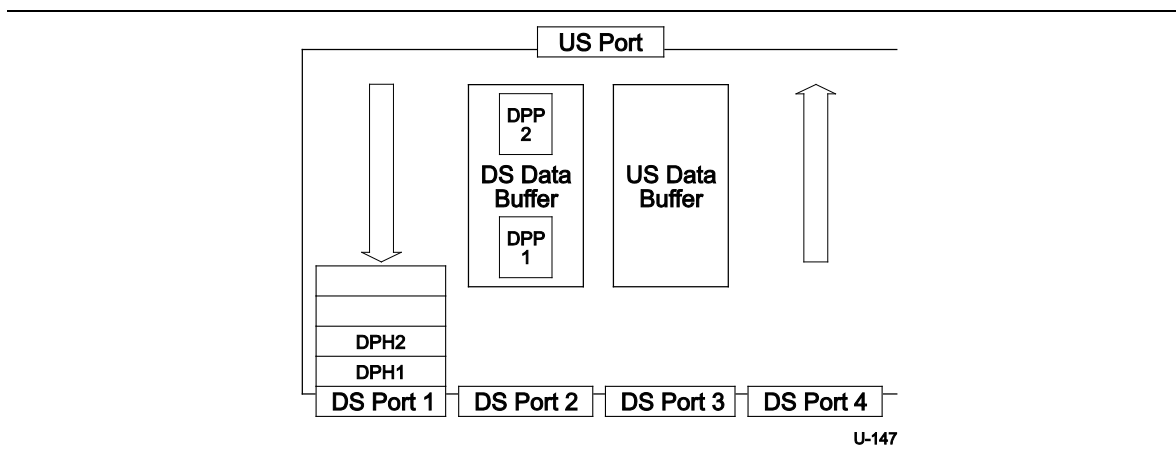 US Port
DPP
2
DS Data
Buffer
DPP
1
US Data
Buffer
DPH2
DPH1
DS Port 1
DS Port 2
DS Port 3
DS Port 4
U-147